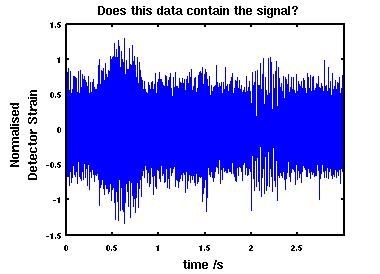 Does this data contain the signal?
1.5
1
0.5
0
-0.5
-1
-1.5
Normalised
Detector Strain
0 0.5 1 1.5 2 2.5
time /s